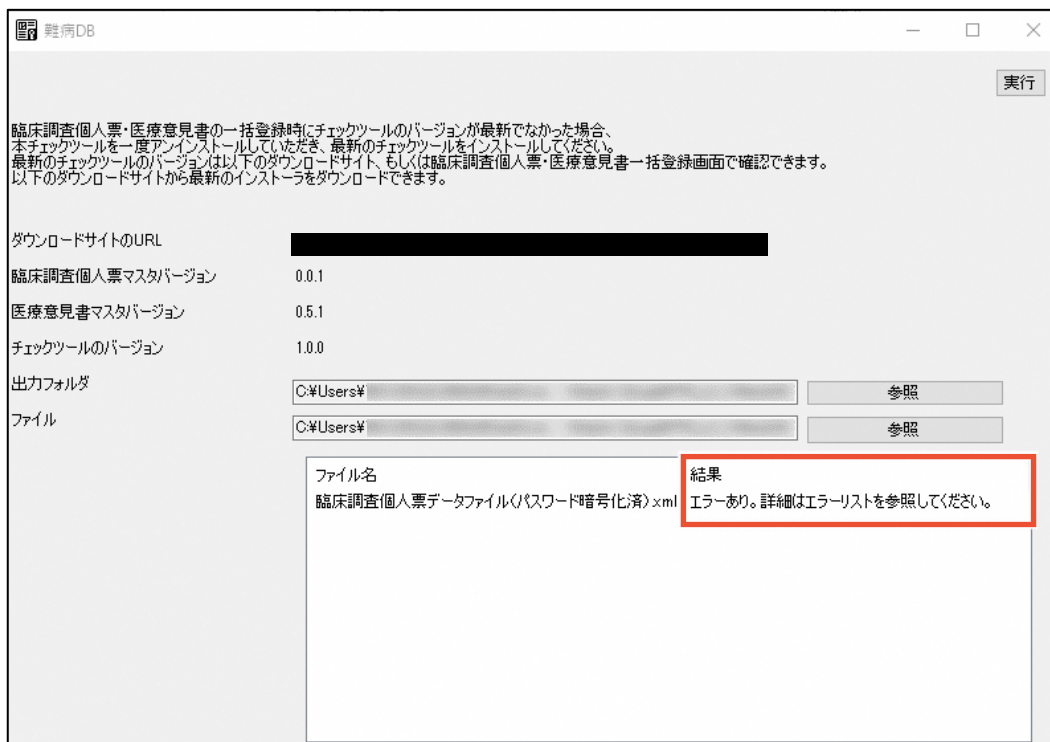 難病DB
実行
臨床調査個人票・医療意見書の一括登録時にチェックツールのバージョンが最新でなかった場合、
本チェックツールを一度アンインストールしていただき、最新のチェックツールをインストールしてください。
最新のチェックツールのバージョンは以下のダウンロードサイト、もしくは臨床調査個人票・医療意見書一括登録画面で確認できます。
以下のダウンロードサイトから最新のインストーラをダウンロードできます。
ダウンロードサイトのURL
臨床調査個人票マスタバージョン 0.0.1
医療意見書マスタバージョン 0.5.1
チェックツールのバージョン 1.0.0
出力フォルダ C:¥Users¥ 参照
ファイル C:¥Users¥ 参照
ファイル名 結果
臨床調査個人票データファイル(パスワード暗号化済).xml エラーあり。詳細はエラーリストを参照してください。